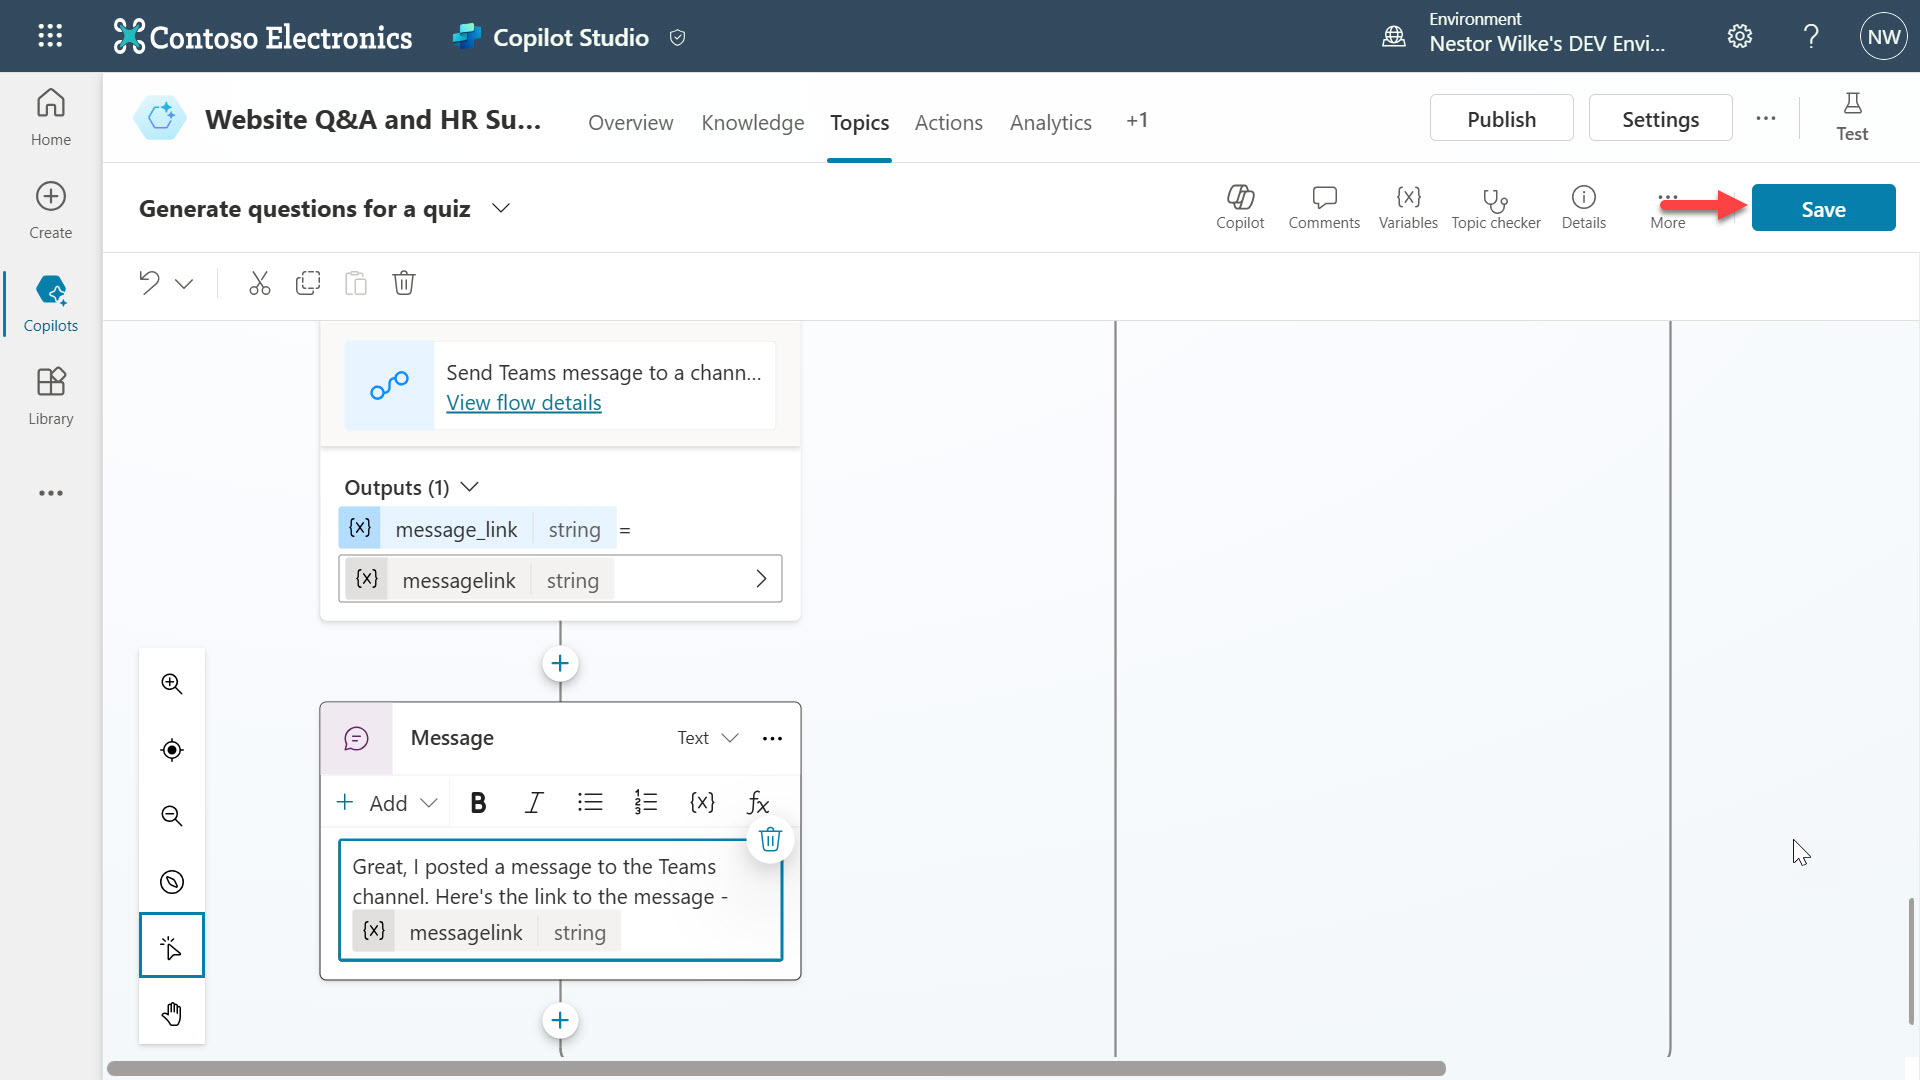 Contoso Electronics
Copilot Studio
Environment
Nestor Wilke's DEV Envi...
NW
Home
Create
Copilots
Library
Website Q&A and HR Su...
Overview
Knowledge
Topics
Actions
Analytics
+1
Publish
Settings
Test
Generate questions for a quiz
Copilot
Comments
{x}
Variables
Topic checker
Details
More
Save
Send Teams message to a chann...
View flow details
Outputs (1)
{x} message_link string =
{x} messagelink string
Message
Text
+ Add B I {x} fx
Great, I posted a message to the Teams
channel. Here's the link to the message -
{x} messagelink string